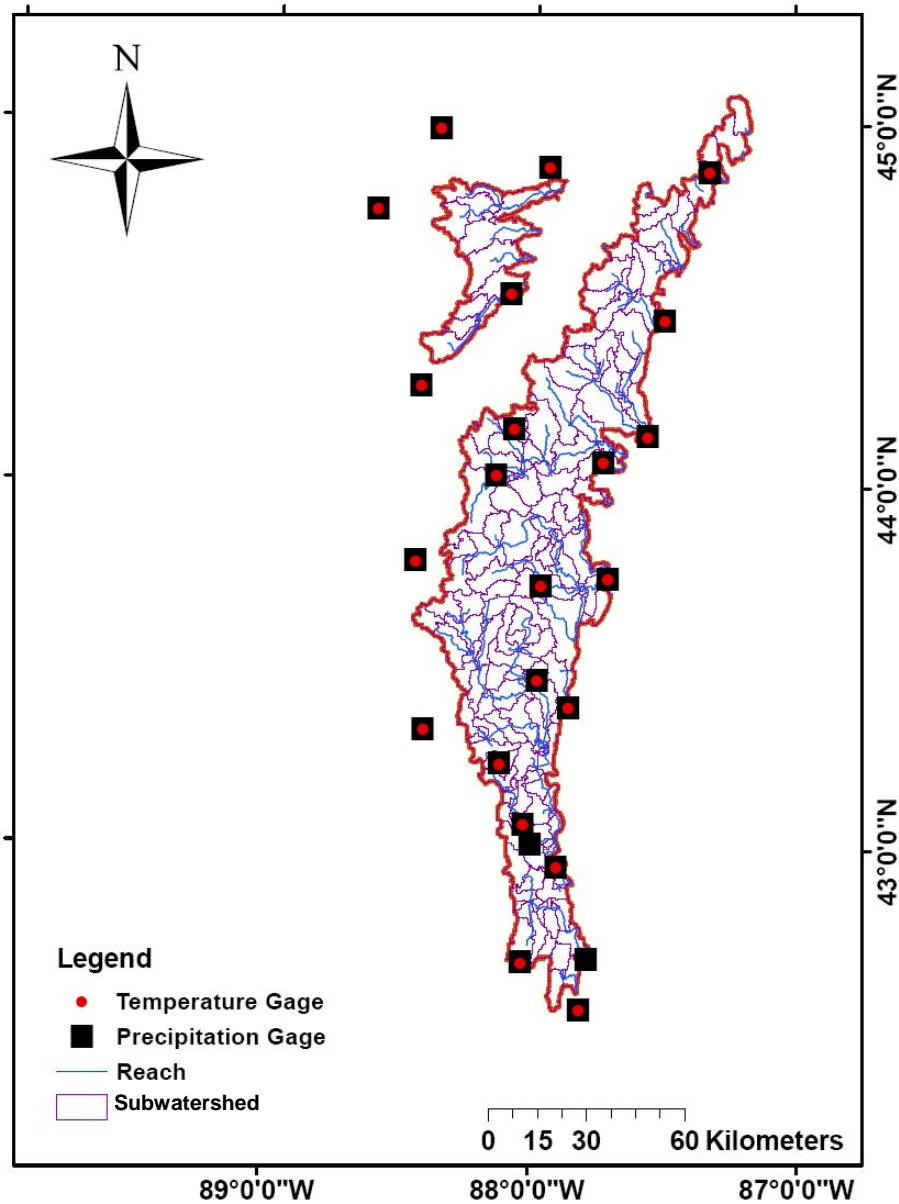 N
45°0'0"N
44°0'0"N
43°0'0"N
Legend
Temperature Gage
Precipitation Gage
Reach
Subwatershed
0 15 30 60 Kilometers
89°0'0"W 88°0'0"W 87°0'0"W